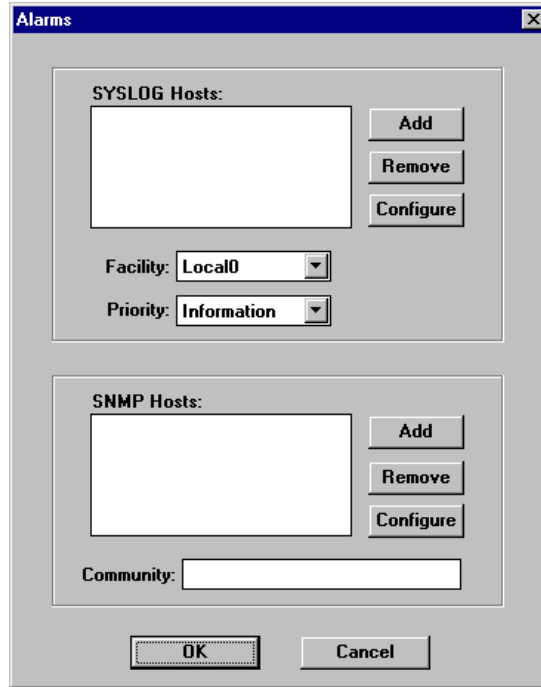 Alarms
SYSLOG Hosts:
Add
Remove
Configure
Facility: Local0
Priority: Information
SNMP Hosts:
Add
Remove
Configure
Community:
OK
Cancel